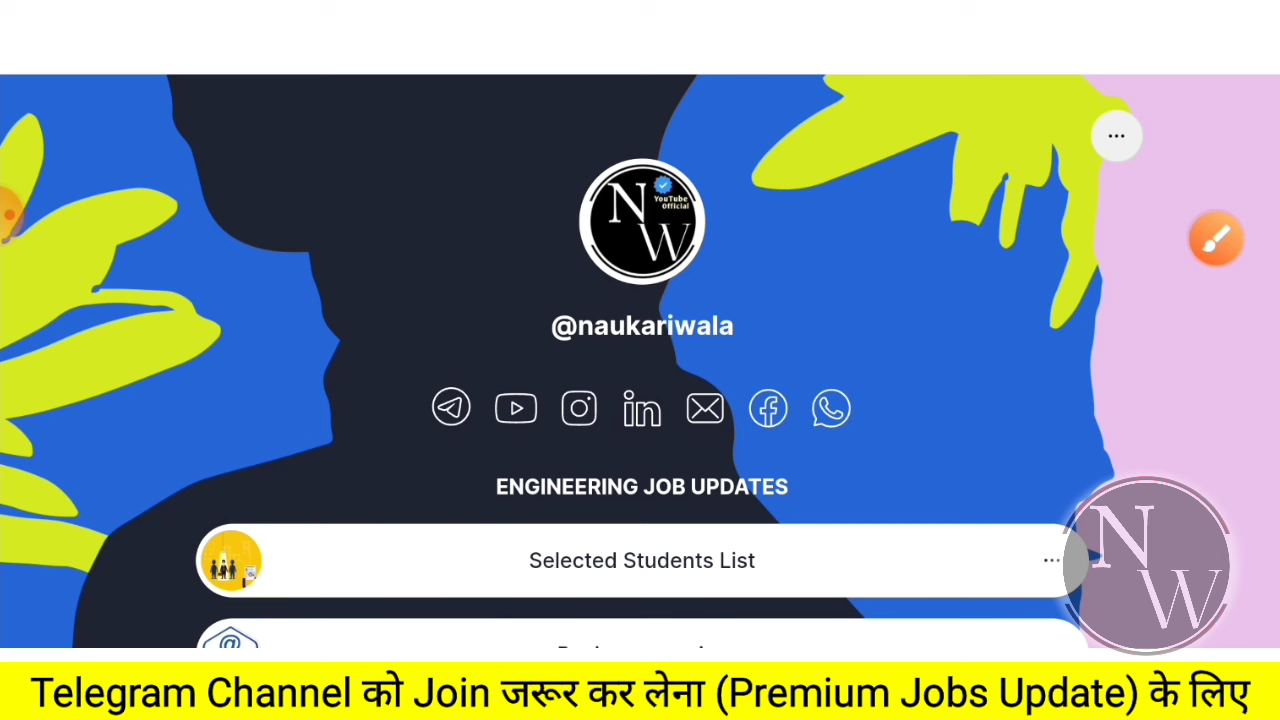 N
YouTube
Official
W
@naukariwala
ENGINEERING JOB UPDATES
Selected Students List
N
W
Telegram Channel को Join जरूर कर लेना (Premium Jobs Update) के लिए